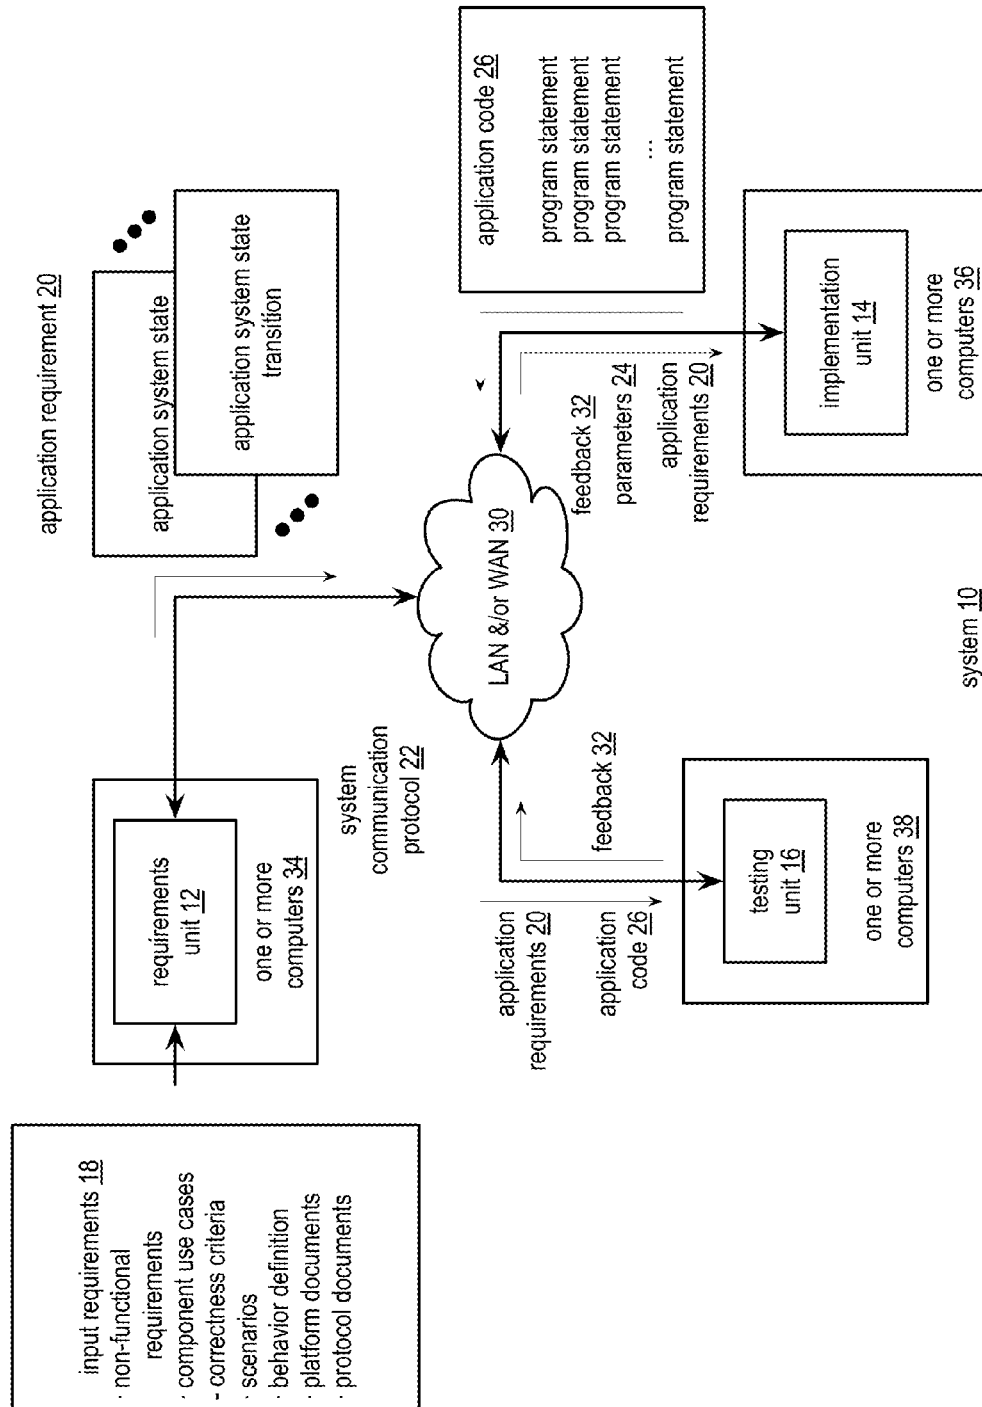 input requirements 18
· non-functional
requirements
· component use cases
- correctness criteria
· scenarios
· behavior definition
· platform documents
· protocol documents
requirements
unit 12
one or more
computers 34
system
communication
protocol 22
application requirement 20
application system state
application system state
transition
LAN &/or WAN 30
application
requirements 20
application
code 26
feedback 32
testing
unit 16
one or more
computers 38
feedback 32
parameters 24
application
requirements 20
application code 26
program statement
program statement
program statement
...
program statement
implementation
unit 14
one or more
computers 36
system 10